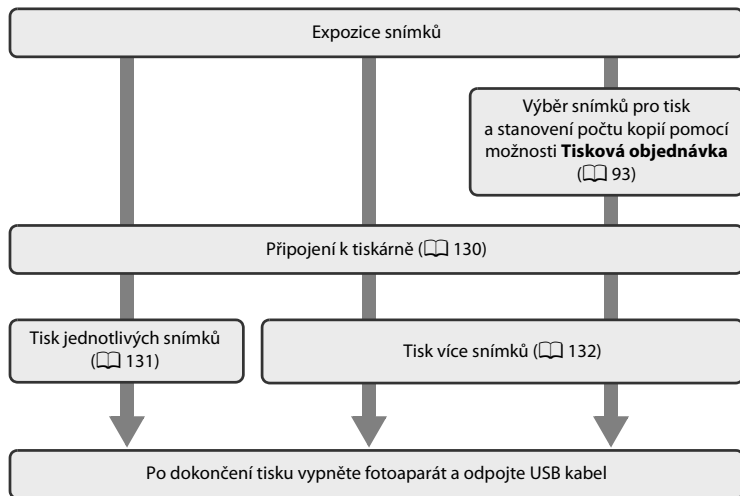 Expozice snímků
Výběr snímků pro tisk
a stanovení počtu kopií pomocí
možnosti Tisková objednávka
(📖 93)
Připojení k tiskárně (📖 130)
Tisk jednotlivých snímků
(📖 131)
Tisk více snímků (📖 132)
Po dokončení tisku vypněte fotoaparát a odpojte USB kabel